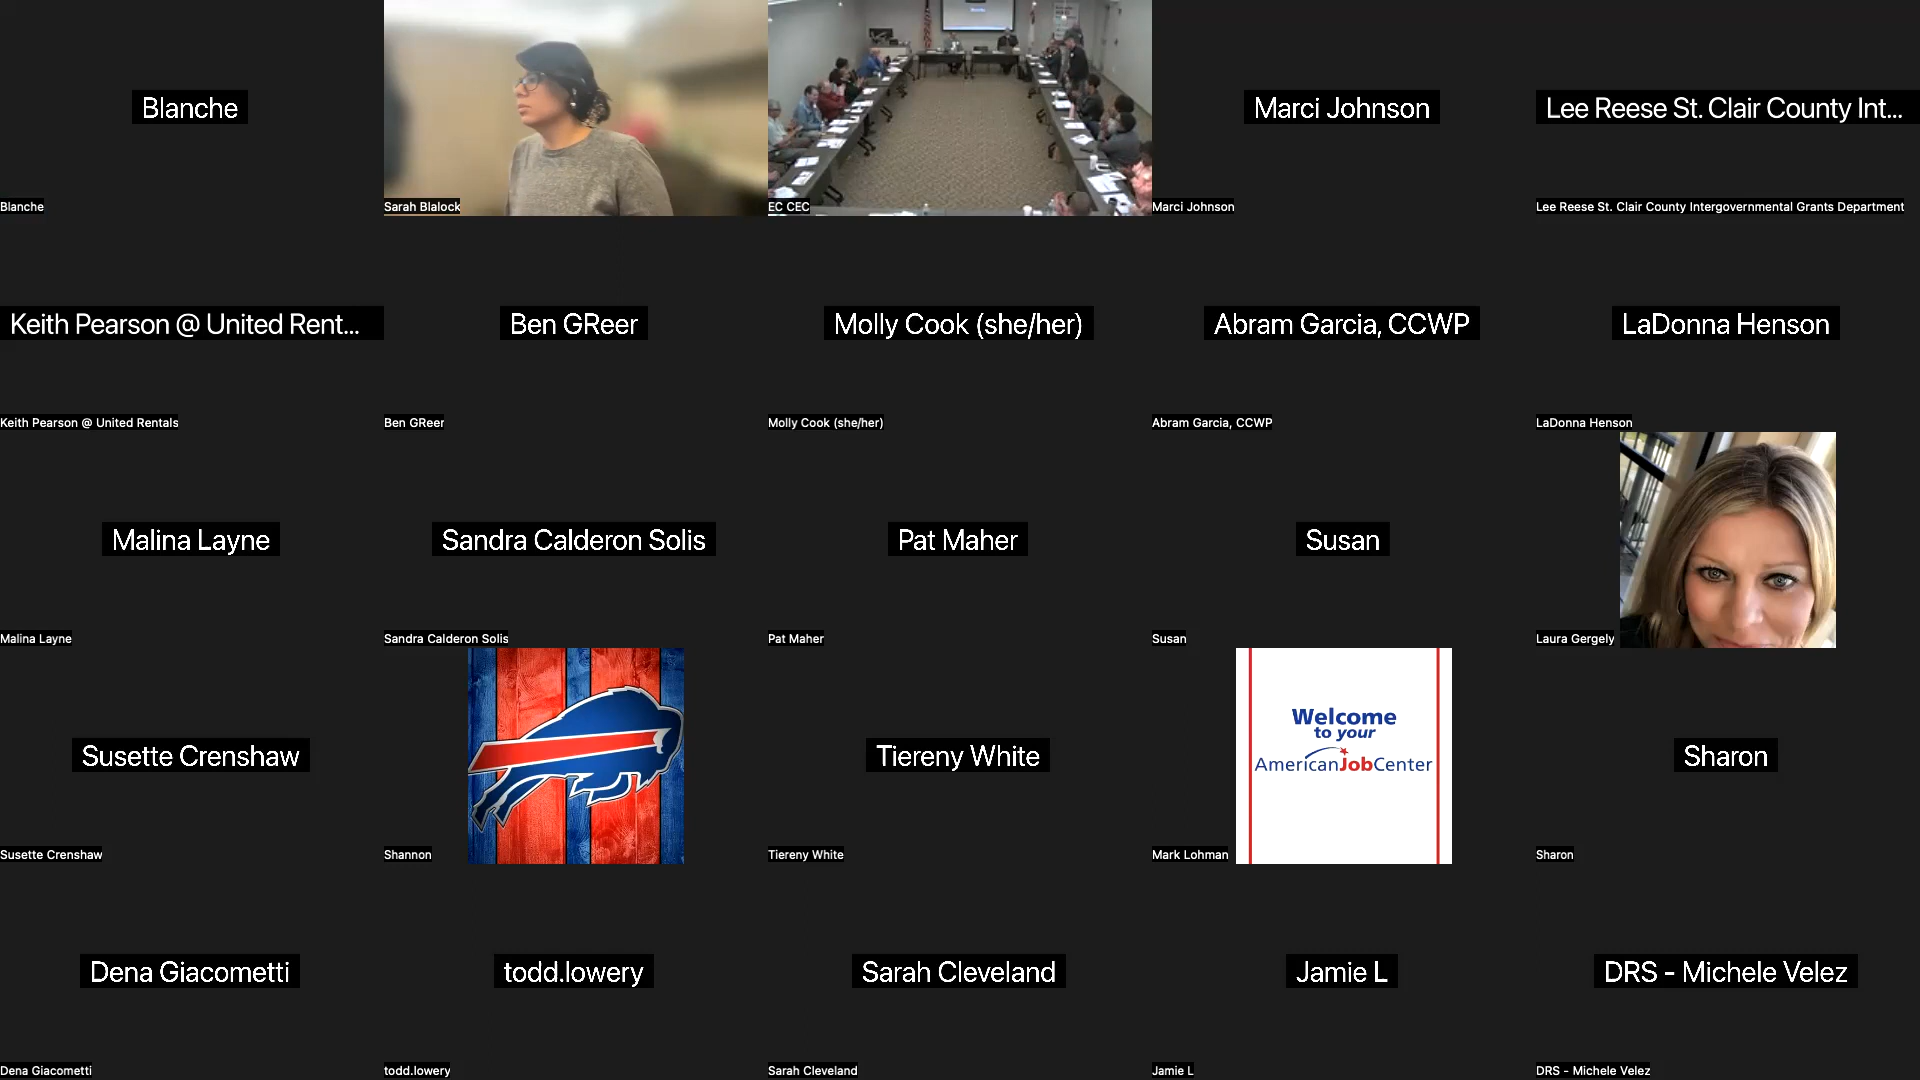 Blanche
Marci Johnson
Lee Reese St. Clair County Int...
Blanche
Sarah Blalock
EC CEC
Marci Johnson
Lee Reese St. Clair County Intergovernmental Grants Department
Keith Pearson @ United Rent...
Ben GReer
Molly Cook (she/her)
Abram Garcia, CCWP
LaDonna Henson
Keith Pearson @ United Rentals
Ben GReer
Molly Cook (she/her)
Abram Garcia, CCWP
LaDonna Henson
Malina Layne
Sandra Calderon Solis
Pat Maher
Susan
Malina Layne
Sandra Calderon Solis
Pat Maher
Susan
Laura Gergely
Susette Crenshaw
Tiereny White
Welcome
to your
AmericanJobCenter
Sharon
Susette Crenshaw
Shannon
Tiereny White
Mark Lohman
Sharon
Dena Giacometti
todd.lowery
Sarah Cleveland
Jamie L
DRS - Michele Velez
Dena Giacometti
todd.lowery
Sarah Cleveland
Jamie L
DRS - Michele Velez